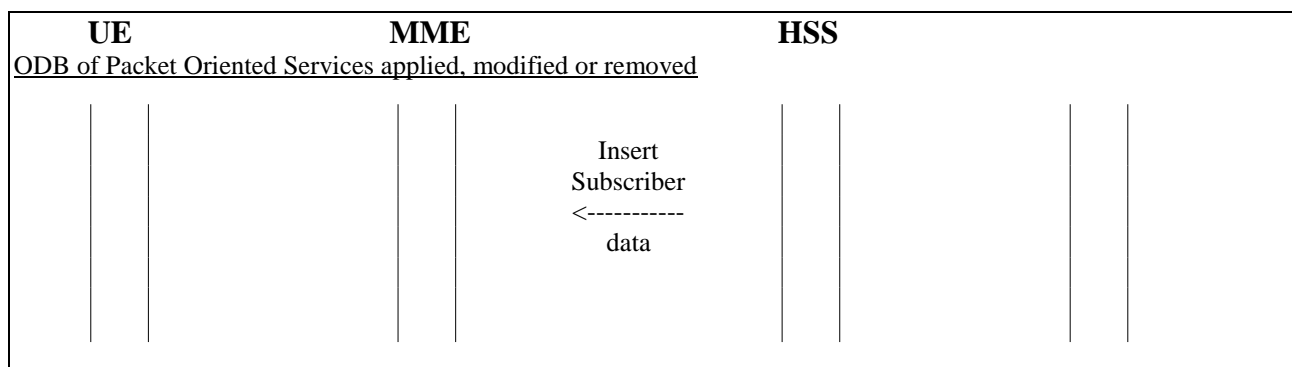 UE MME HSS
ODB of Packet Oriented Services applied, modified or removed
Insert
Subscriber
<-----------
data